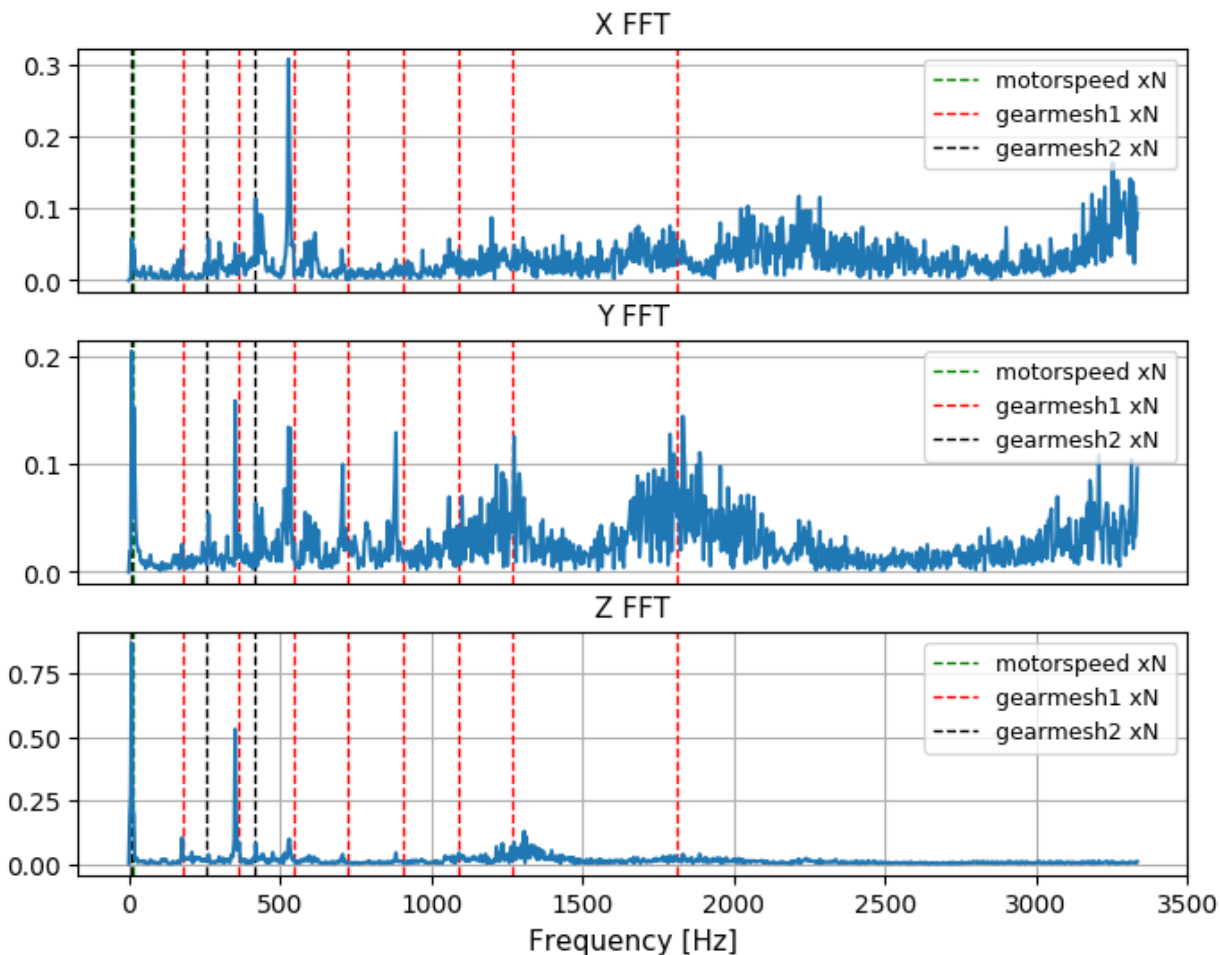 X FFT
0.3
0.2
0.1
0.0
motorspeed xN
gearmesh1 xN
gearmesh2 xN
Y FFT
0.2
0.1
0.0
motorspeed xN
gearmesh1 xN
gearmesh2 xN
Z FFT
0.75
0.50
0.25
0.00
motorspeed xN
gearmesh1 xN
gearmesh2 xN
0 500 1000 1500 2000 2500 3000 3500
Frequency [Hz]